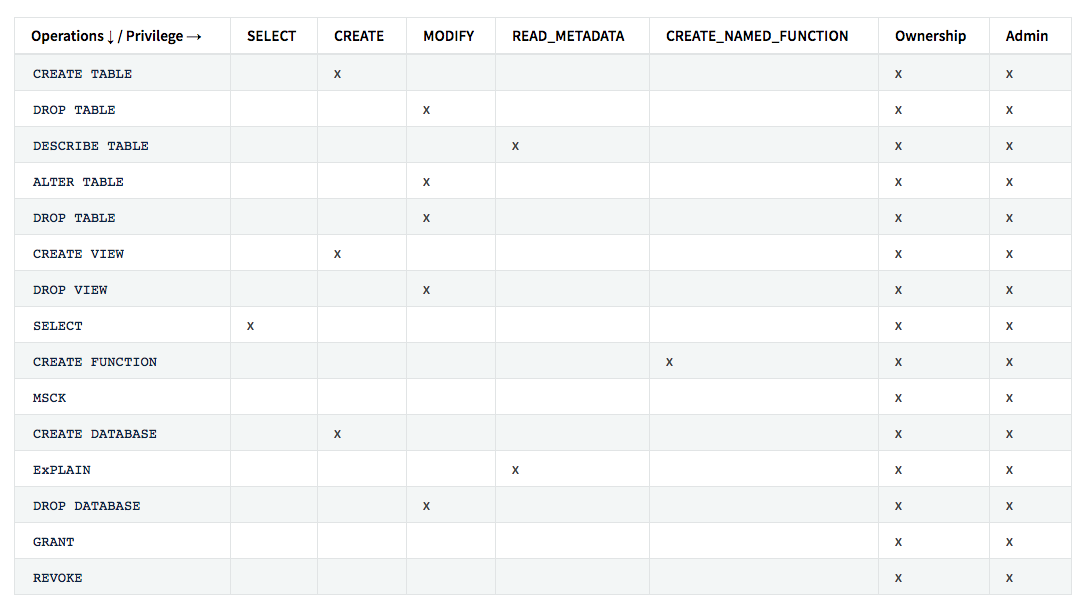 Operations ↓ / Privilege → SELECT CREATE MODIFY READ_METADATA CREATE_NAMED_FUNCTION Ownership Admin
CREATE TABLE x x x
DROP TABLE x x x
DESCRIBE TABLE x x x
ALTER TABLE x x x
DROP TABLE x x x
CREATE VIEW x x x
DROP VIEW x x x
SELECT x x x
CREATE FUNCTION x x x
MSCK x x
CREATE DATABASE x x x
ExPLAIN x x x
DROP DATABASE x x x
GRANT x x
REVOKE x x